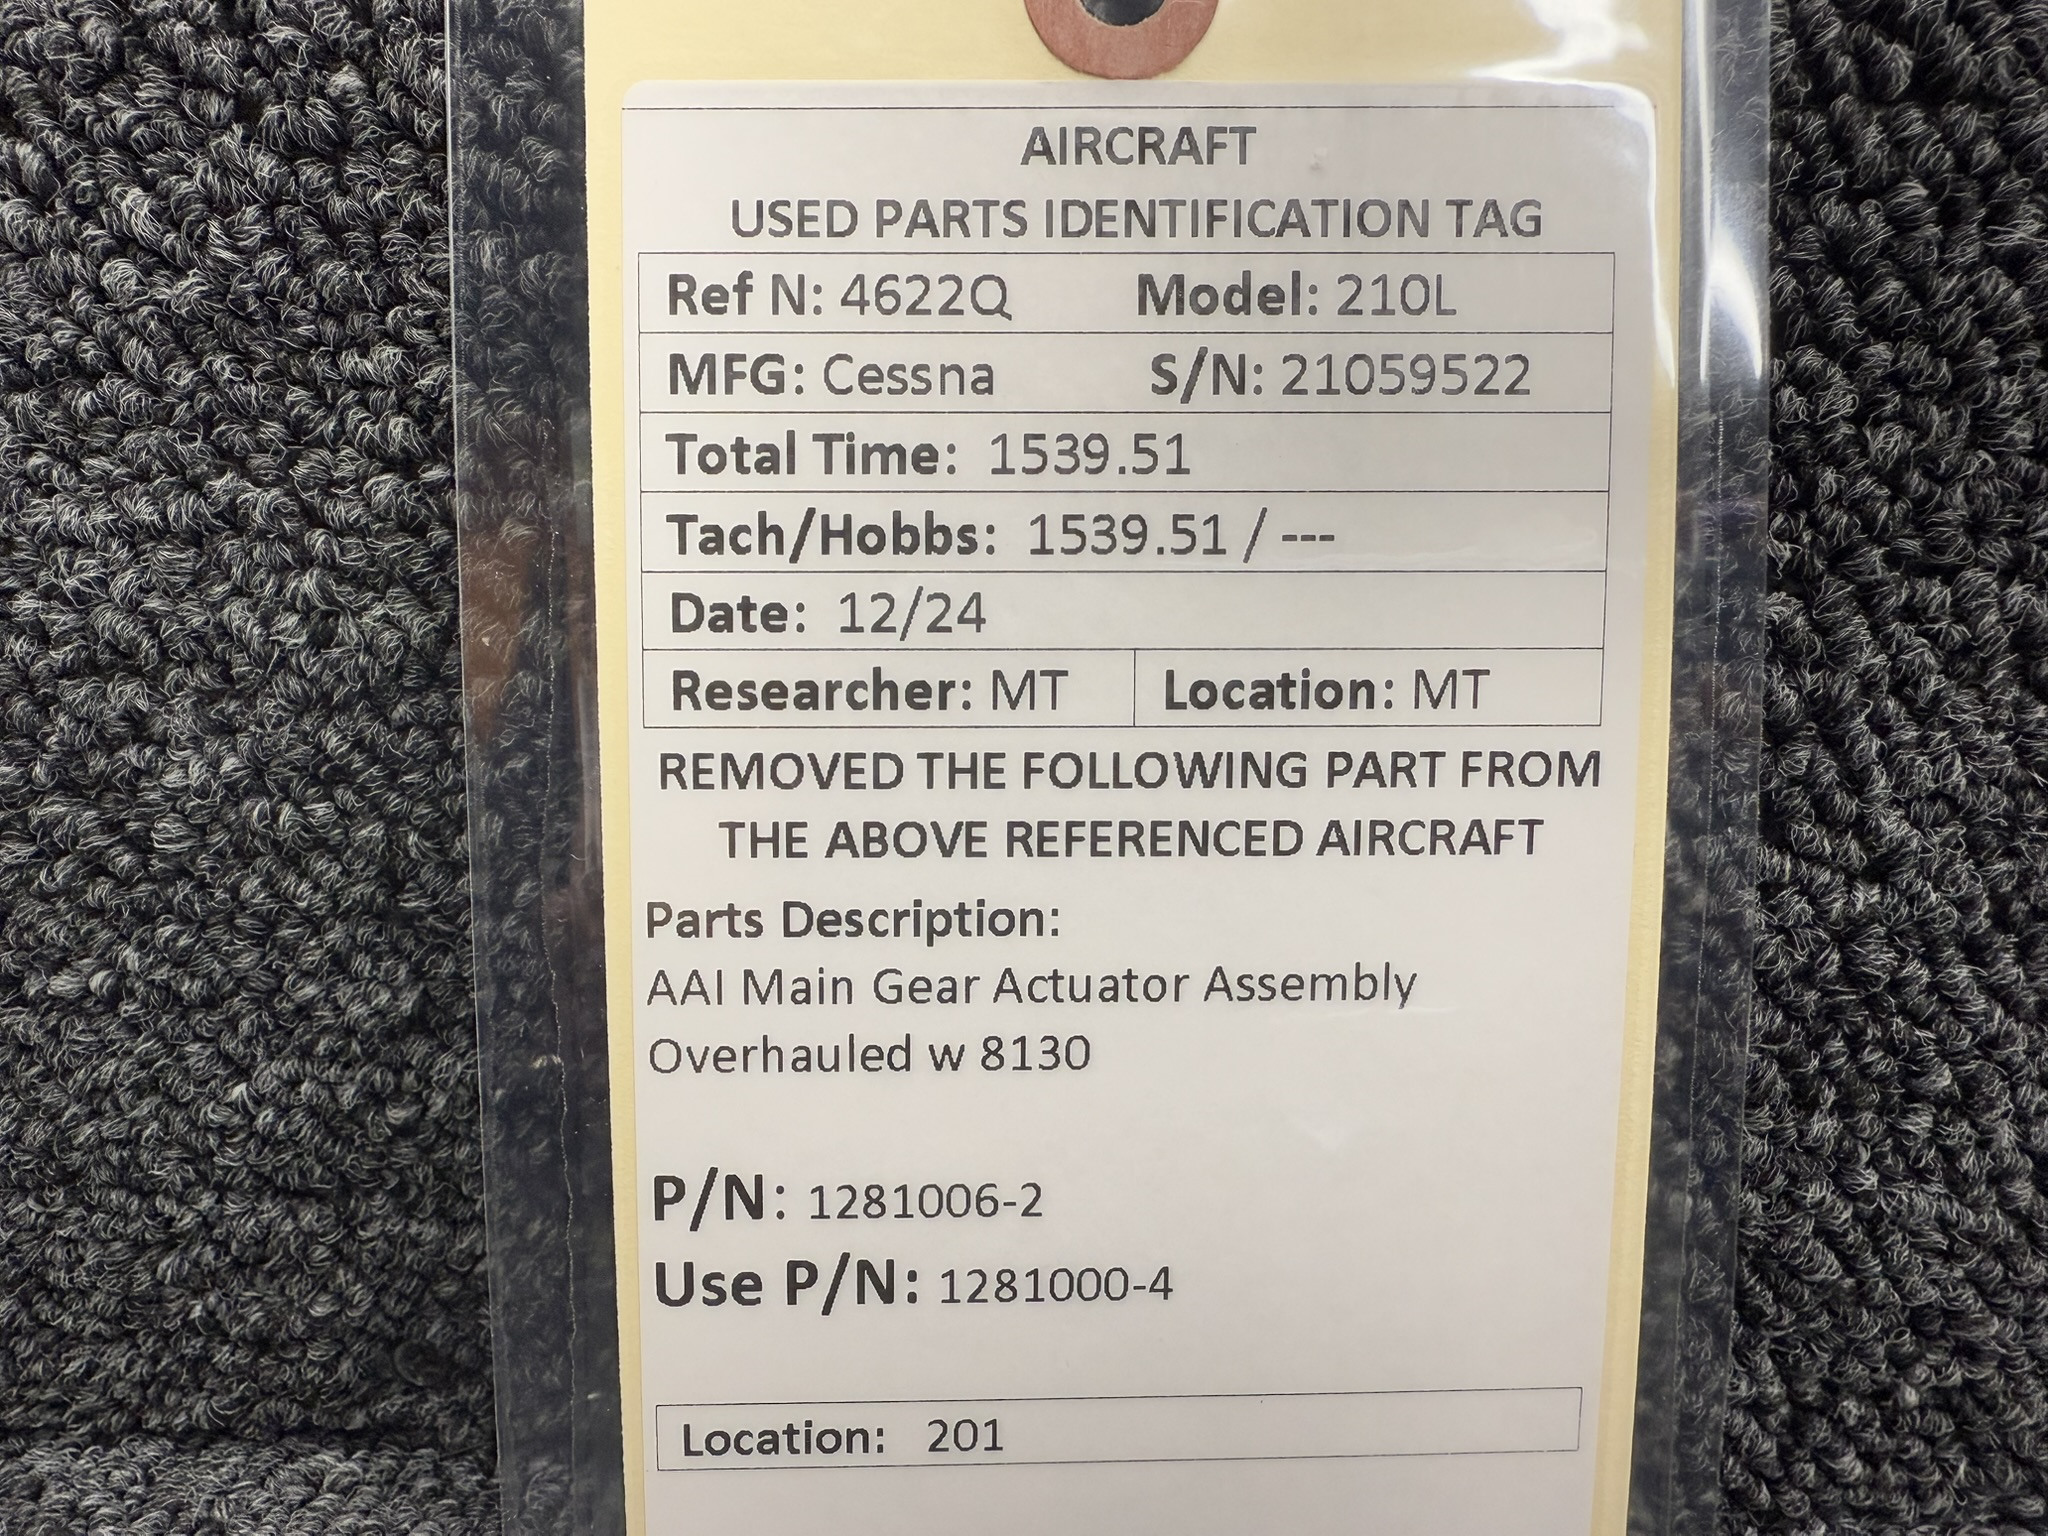 AIRCRAFT
USED PARTS IDENTIFICATION TAG
Ref N: 4622Q Model: 210L
MFG: Cessna S/N: 21059522
Total Time: 1539.51
Tach/Hobbs: 1539.51 / ---
Date: 12/24
Researcher: MT Location: MT
REMOVED THE FOLLOWING PART FROM
THE ABOVE REFERENCED AIRCRAFT
Parts Description:
AAI Main Gear Actuator Assembly
Overhauled w 8130
P/N: 1281006-2
Use P/N: 1281000-4
Location: 201